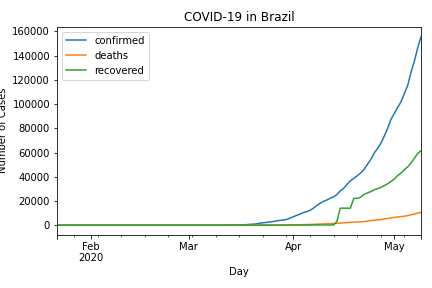 COVID-19 in Brazil
confirmed
deaths
recovered
160000
140000
120000
100000
80000
60000
40000
20000
0
Number of Cases
Feb
2020
Mar
Apr
May
Day